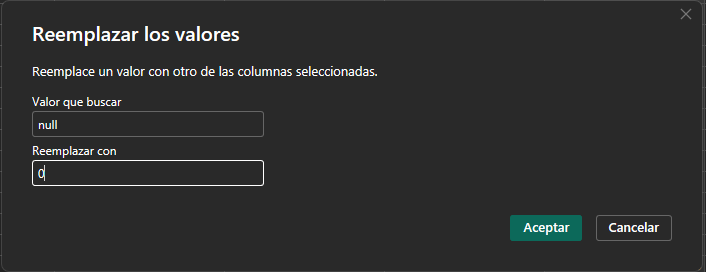 Reemplazar los valores
Reemplace un valor con otro de las columnas seleccionadas.
Valor que buscar
null
Reemplazar con
0
Aceptar
Cancelar